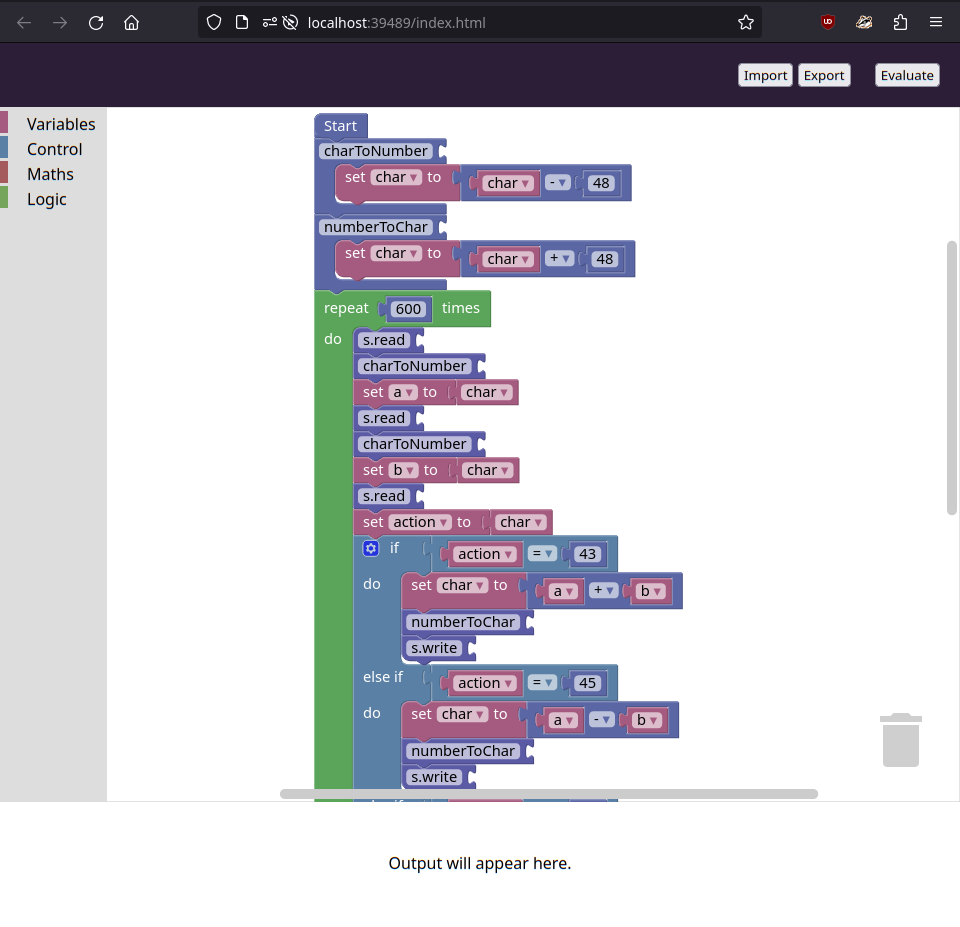 localhost:39489/index.html
Import Export Evaluate
Variables
Control
Maths
Logic
Start
charToNumber
set char ▾ to char ▾ - ▾ 48
numberToChar
set char ▾ to char ▾ + ▾ 48
repeat 600 times
do s.read
charToNumber
set a ▾ to char ▾
s.read
charToNumber
set b ▾ to char ▾
s.read
set action ▾ to char ▾
if action ▾ = ▾ 43
do set char ▾ to a ▾ + ▾ b ▾
numberToChar
s.write
else if action ▾ = ▾ 45
do set char ▾ to a ▾ - ▾ b ▾
numberToChar
s.write
Output will appear here.